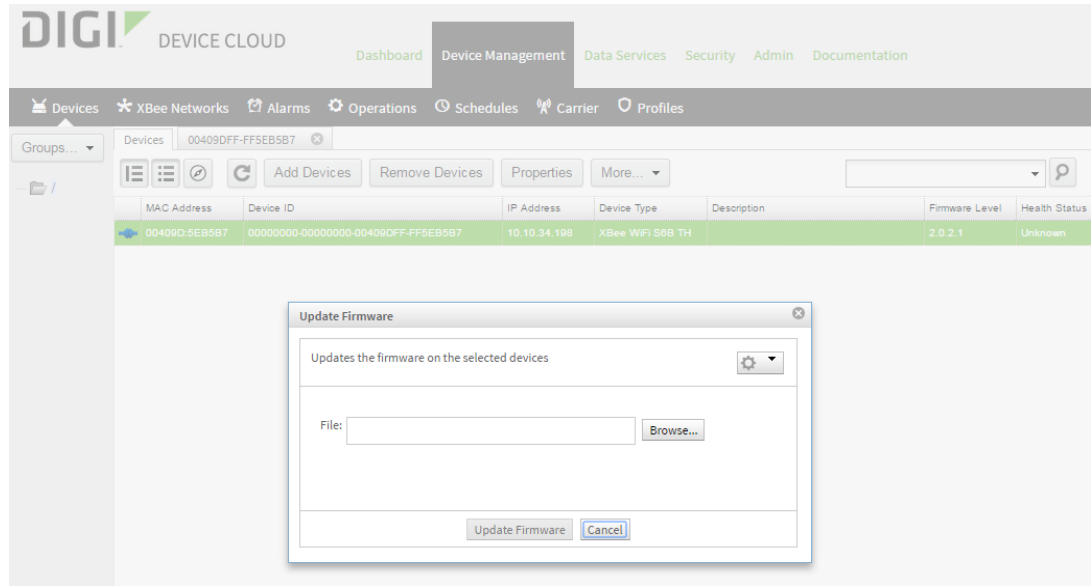 DIGI DEVICE CLOUD
Dashboard Device Management Data Services Security Admin Documentation
Devices XBee Networks Alarms Operations Schedules Carrier Profiles
Groups...
Devices 00409DFF-FF5EB5B7
Add Devices Remove Devices Properties More...
/
MAC Address Device ID IP Address Device Type Description Firmware Level Health Status
00409D:5EB5B7 00000000-00000000-00409DFF-FF5EB5B7 10.10.34.198 XBee WiFi S6B TH 2.0.2.1 Unknown
Update Firmware
Updates the firmware on the selected devices
File: Browse...
Update Firmware Cancel